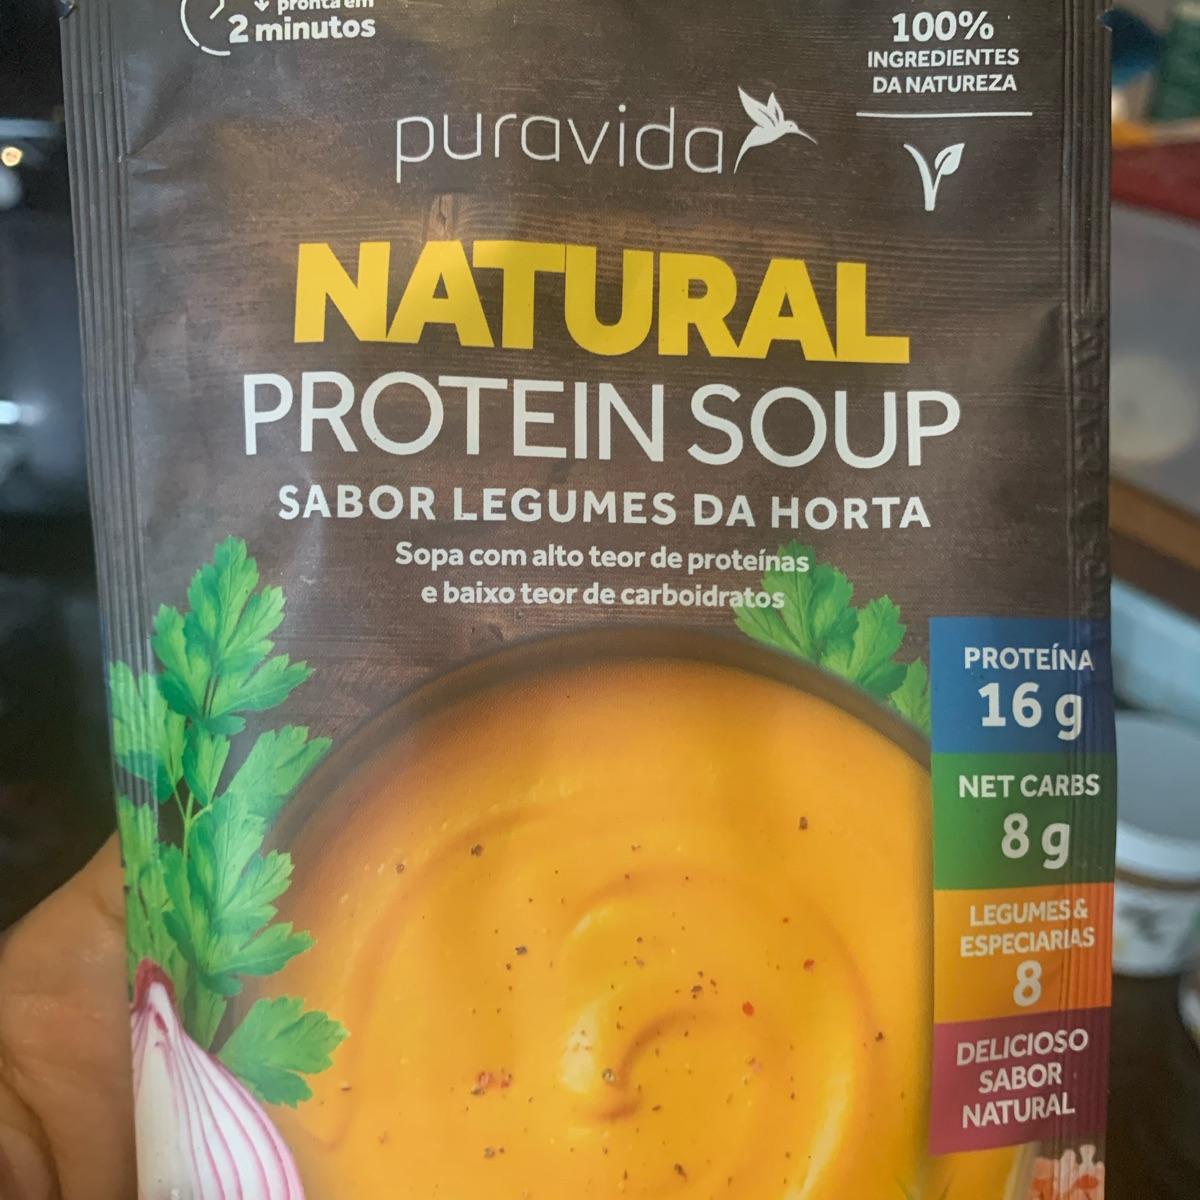 pronta em
2 minutos
100%
INGREDIENTES
DA NATUREZA
puravida
NATURAL
PROTEIN SOUP
SABOR LEGUMES DA HORTA
Sopa com alto teor de proteínas
e baixo teor de carboidratos
PROTEÍNA
16 g
NET CARBS
8 g
LEGUMES &
ESPECIARIAS
8
DELICIOSO
SABOR
NATURAL